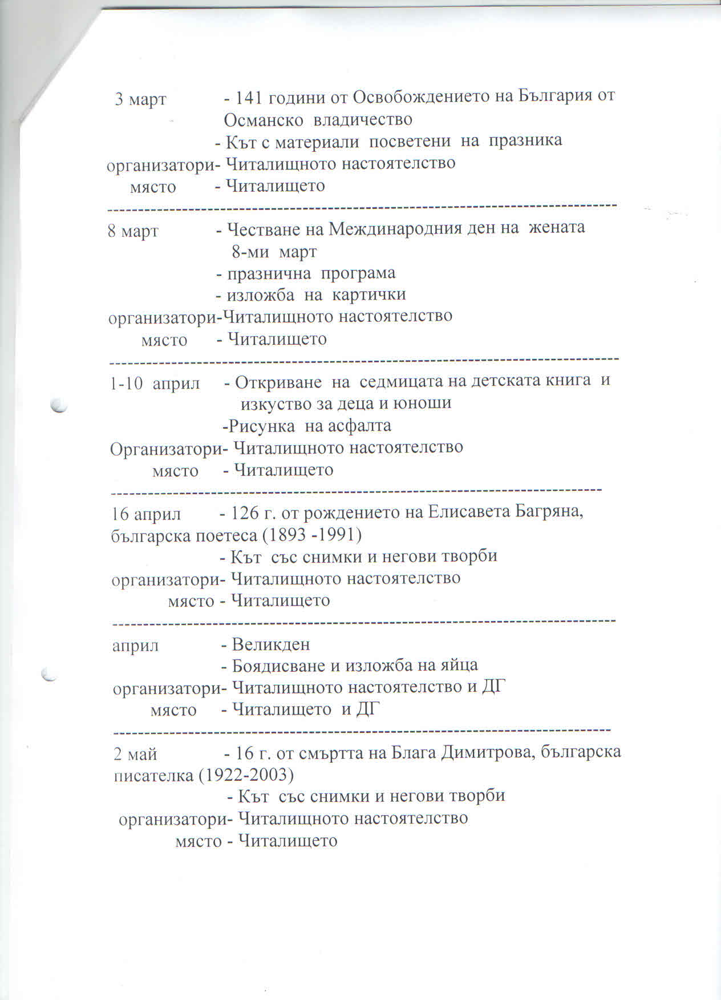 3 март - 141 години от Освобождението на България от
Османско владичество
- Кът с материали посветени на празника
организатори- Читалищното настоятелство
място - Читалището
8 март - Честване на Международния ден на жената
8-ми март
- празнична програма
- изложба на картички
организатори-Читалищното настоятелство
място - Читалището
1-10 април - Откриване на седмицата на детската книга и
изкуство за деца и юноши
-Рисунка на асфалта
Организатори- Читалищното настоятелство
място - Читалището
16 април - 126 г. от рождението на Елисавета Багряна,
българска поетеса (1893 -1991)
- Кът със снимки и негови творби
организатори- Читалищното настоятелство
място - Читалището
април - Великден
- Боядисване и изложба на яйца
организатори- Читалищното настоятелство и ДГ
място - Читалището и ДГ
2 май - 16 г. от смъртта на Блага Димитрова, българска
писателка (1922-2003)
- Кът със снимки и негови творби
организатори- Читалищното настоятелство
място - Читалището